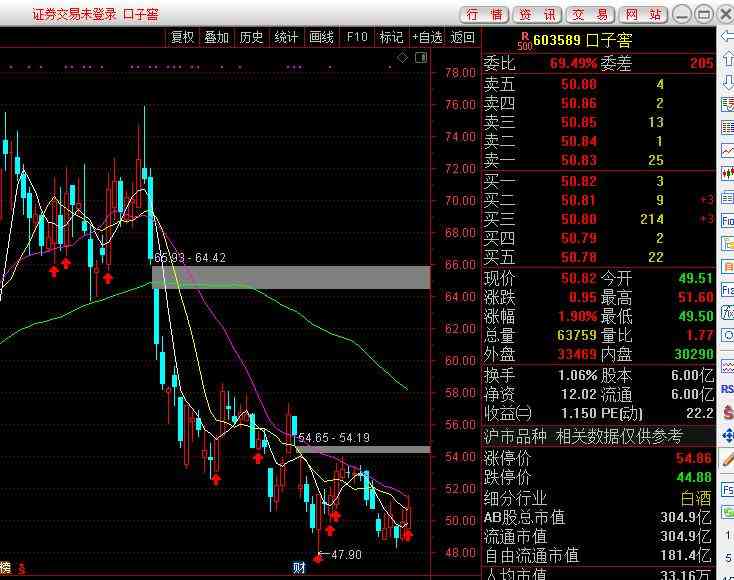 证券交易未登录 口子窖
行 情 资 讯 交 易 网 站
复权 叠加 历史 统计 画线 F10 标记 +自选 返回
R
500
603589 口子窖
委比 69.49% 委差 205
卖五 50.88 4
卖四 50.86 2
卖三 50.85 13
卖二 50.84 1
卖一 50.83 25
买一 50.82 3
买二 50.81 9 +3
买三 50.80 214 +3
买四 50.79 2
买五 50.78 22
现价 50.82 今开 49.51
涨跌 0.95 最高 51.60
涨幅 1.90% 最低 49.50
总量 63759 量比 1.77
外盘 33469 内盘 30290
换手 1.06% 股本 6.00亿
净资 12.02 流通 6.00亿
收益㈡ 1.150 PE(动) 22.2
沪市品种 相关数据仅供参考
涨停价 54.86
跌停价 44.88
细分行业 白酒
AB股总市值 304.9亿
流通市值 304.9亿
自由流通市值 181.4亿
人均市值 33.16万
78.00
76.00
74.00
72.00
70.00
68.00
66.00
64.00
62.00
60.00
58.00
56.00
54.00
52.00
50.00
48.00
65.93 - 64.42
54.65 - 54.19
47.90
榜 $
财
RS
1
5